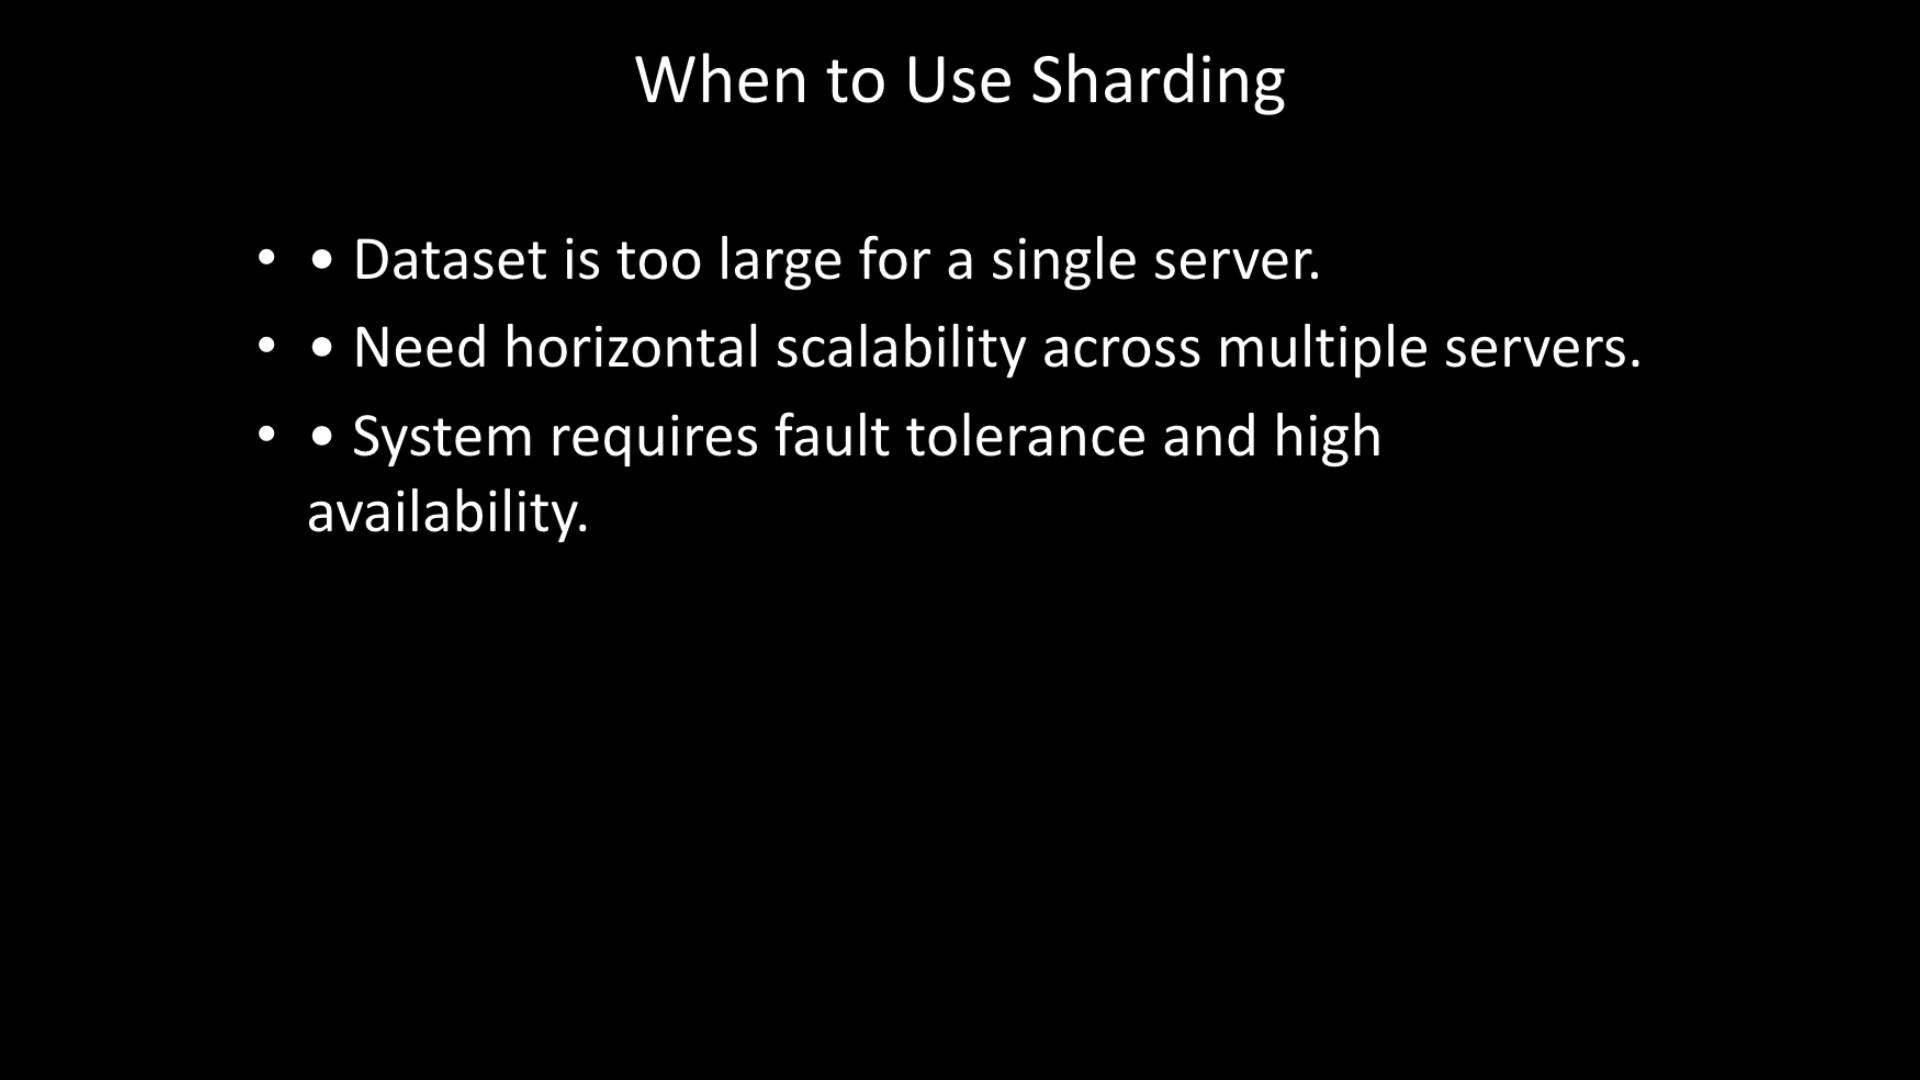 When to Use Sharding
• • Dataset is too large for a single server.
• • Need horizontal scalability across multiple servers.
• • System requires fault tolerance and high
availability.